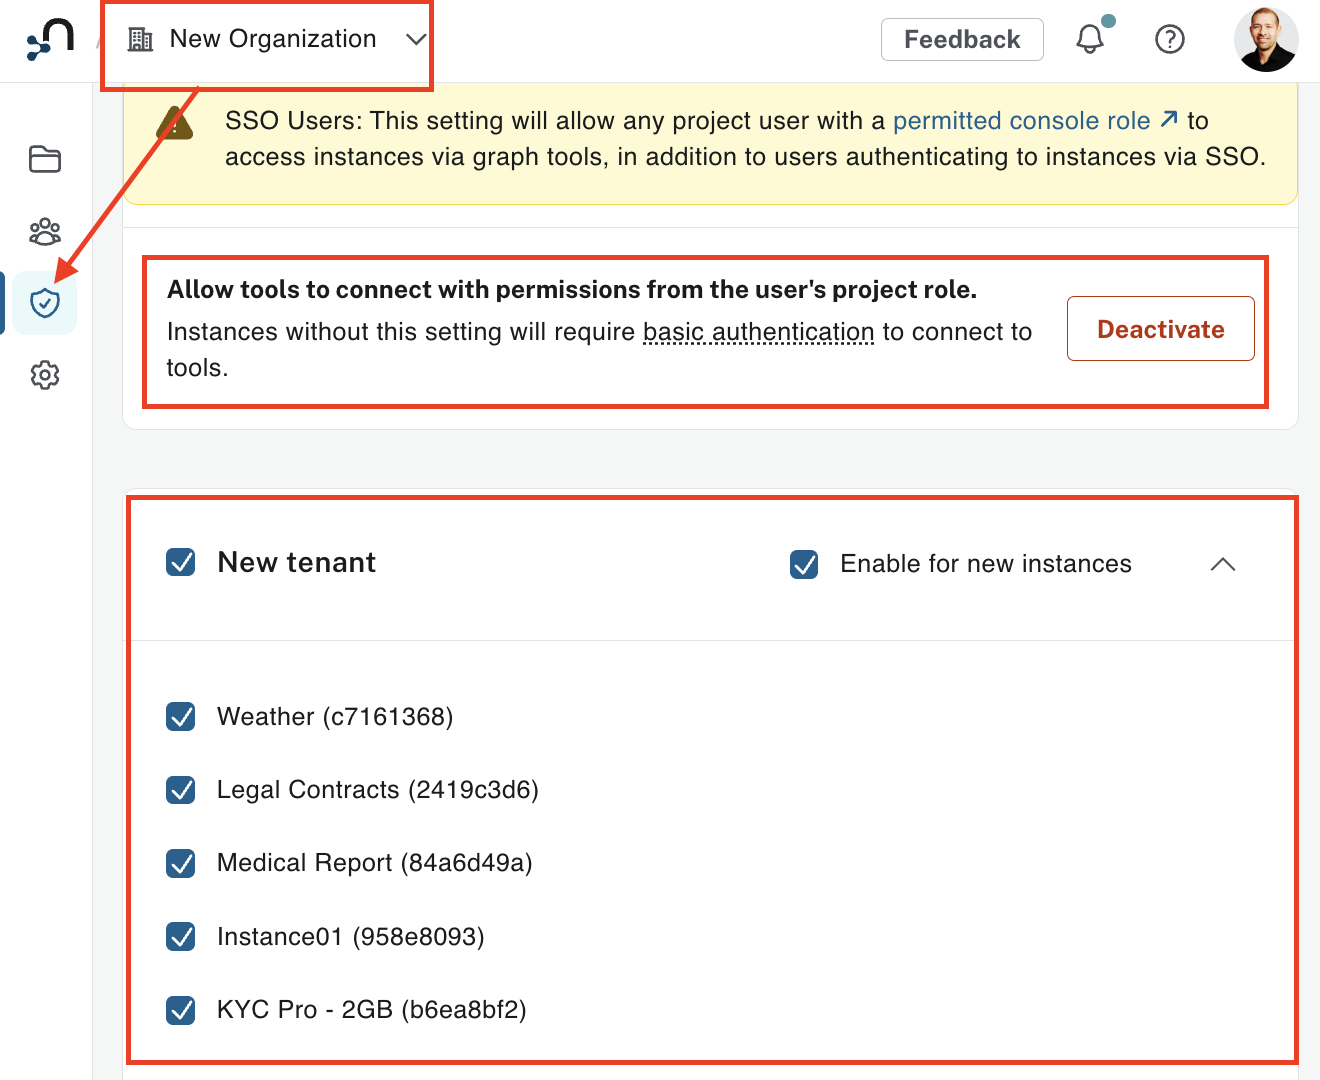 New Organization
Feedback
SSO Users: This setting will allow any project user with a permitted console role to
access instances via graph tools, in addition to users authenticating to instances via SSO.
Allow tools to connect with permissions from the user's project role.
Instances without this setting will require basic authentication to connect to
tools.
Deactivate
New tenant
Enable for new instances
Weather (c7161368)
Legal Contracts (2419c3d6)
Medical Report (84a6d49a)
Instance01 (958e8093)
KYC Pro - 2GB (b6ea8bf2)